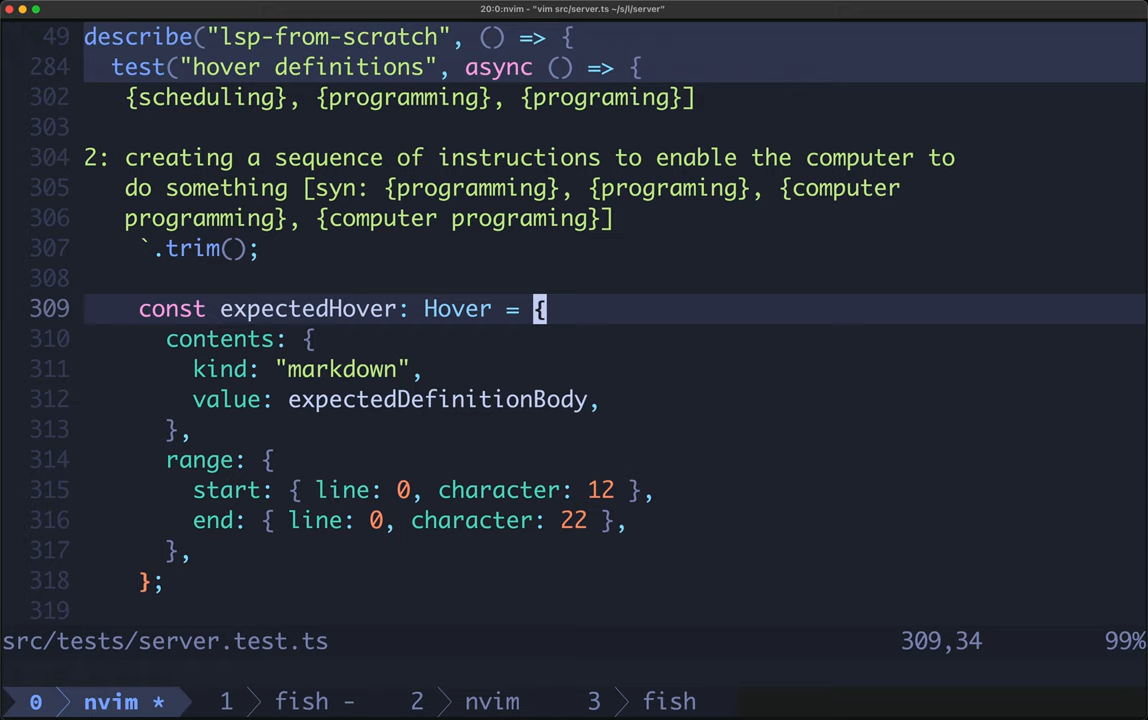 20:0:nvim - "vim src/server.ts ~/s/l/server"
49 describe("lsp-from-scratch", () => {
284 test("hover definitions", async () => {
302 {scheduling}, {programming}, {programing}]
303
304 2: creating a sequence of instructions to enable the computer to
305 do something [syn: {programming}, {programing}, {computer
306 programming}, {computer programing}]
307 `.trim();
308
309 const expectedHover: Hover = {
310 contents: {
311 kind: "markdown",
312 value: expectedDefinitionBody,
313 },
314 range: {
315 start: { line: 0, character: 12 },
316 end: { line: 0, character: 22 },
317 },
318 };
319
src/tests/server.test.ts 309,34 99%
0 nvim * 1 fish - 2 nvim 3 fish